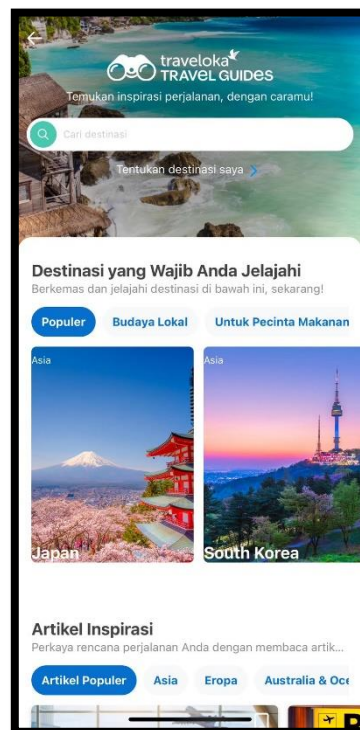 traveloka
TRAVEL GUIDES
Temukan inspirasi perjalanan, dengan caramu!
Cari destinasi
Tentukan destinasi saya
Destinasi yang Wajib Anda Jelajahi
Berkemas dan jelajahi destinasi di bawah ini, sekarang!
Populer Budaya Lokal Untuk Pecinta Makanan
Asia Asia
Japan South Korea
Artikel Inspirasi
Perkaya rencana perjalanan Anda dengan membaca artik...
Artikel Populer Asia Eropa Australia & Oce